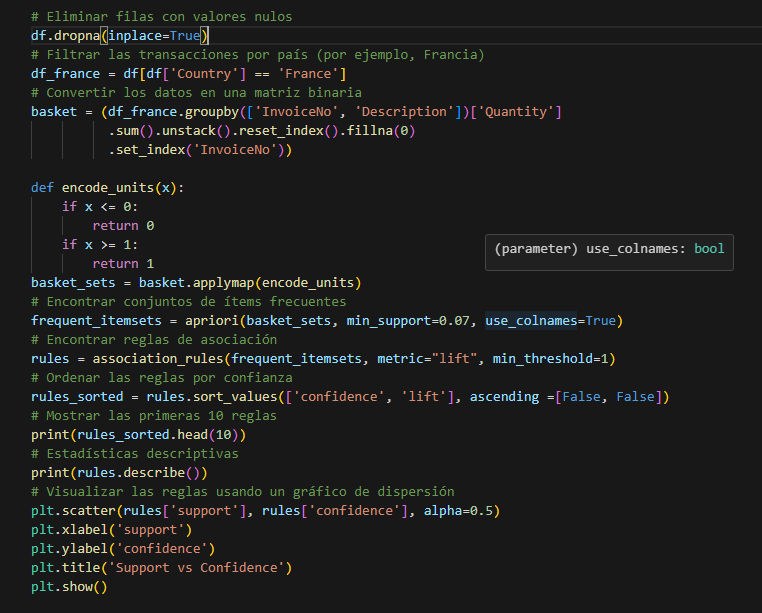 # Eliminar filas con valores nulos
df.dropna(inplace=True)
# Filtrar las transacciones por país (por ejemplo, Francia)
df_france = df[df['Country'] == 'France']
# Convertir los datos en una matriz binaria
basket = (df_france.groupby(['InvoiceNo', 'Description'])['Quantity']
          .sum().unstack().reset_index().fillna(0)
          .set_index('InvoiceNo'))
def encode_units(x):
    if x <= 0:
        return 0
    if x >= 1:
(parameter) use_colnames: bool
        return 1
basket_sets = basket.applymap(encode_units)
# Encontrar conjuntos de ítems frecuentes
frequent_itemsets = apriori(basket_sets, min_support=0.07, use_colnames=True)
# Encontrar reglas de asociación
rules = association_rules(frequent_itemsets, metric="lift", min_threshold=1)
# Ordenar las reglas por confianza
rules_sorted = rules.sort_values(['confidence', 'lift'], ascending =[False, False])
# Mostrar las primeras 10 reglas
print(rules_sorted.head(10))
# Estadísticas descriptivas
print(rules.describe())
# Visualizar las reglas usando un gráfico de dispersión
plt.scatter(rules['support'], rules['confidence'], alpha=0.5)
plt.xlabel('support')
plt.ylabel('confidence')
plt.title('Support vs Confidence')
plt.show()